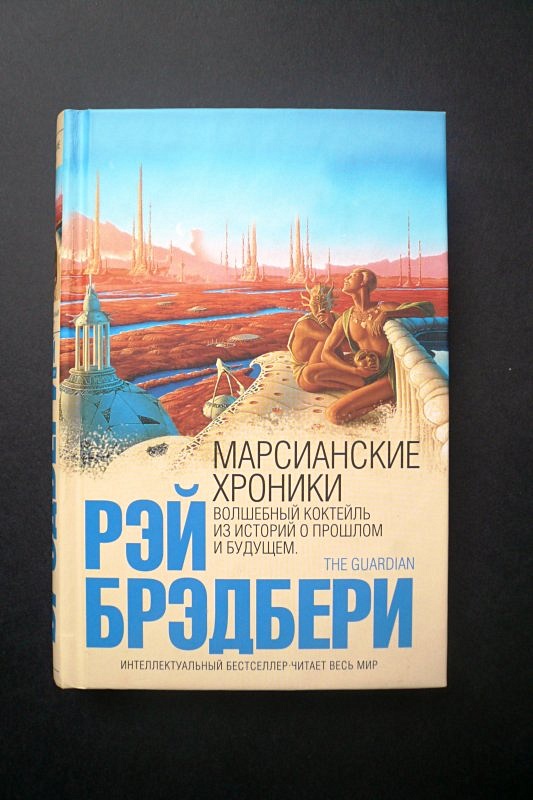 МАРСИАНСКИЕ
ХРОНИКИ
ВОЛШЕБНЫЙ КОКТЕЙЛЬ
ИЗ ИСТОРИЙ О ПРОШЛОМ
И БУДУЩЕМ.
THE GUARDIAN
РЭЙ
БРЭДБЕРИ
ИНТЕЛЛЕКТУАЛЬНЫЙ БЕСТСЕЛЛЕР·ЧИТАЕТ ВЕСЬ МИР